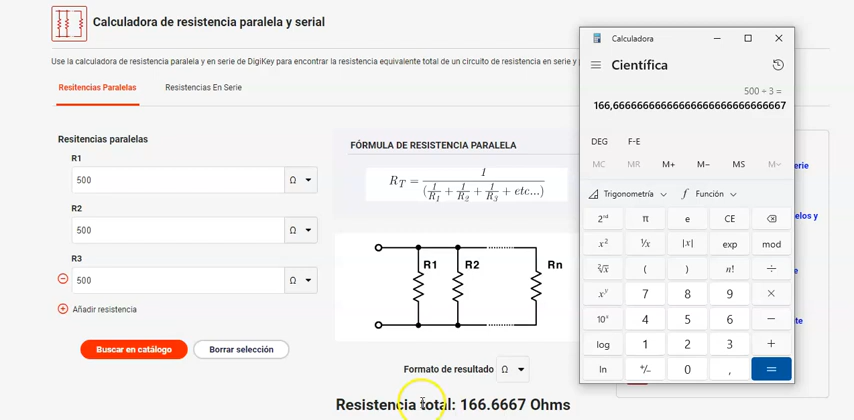 Calculadora de resistencia paralela y serial
Use la calculadora de resistencia paralela y en serie de DigiKey para encontrar la resistencia equivalente total de un circuito de resistencia en serie y
Resitencias Paralelas
Resistencias En Serie
Resitencias paralelas
R1
500
Ω
R2
500
Ω
R3
500
Ω
Añadir resistencia
Buscar en catálogo
Borrar selección
FÓRMULA DE RESISTENCIA PARALELA
R_T = 1 / (1/R_1 + 1/R_2 + 1/R_3 + etc...)
R1
R2
Rn
Formato de resultado
Ω
Resistencia total: 166.6667 Ohms
Calculadora
Científica
500 ÷ 3 =
DEG F-E
MC MR M+ M− MS M˅
Trigonometría Función
2ⁿᵈ π e CE
x² ¹/x |x| exp mod
²√x ( ) n! ÷
xʸ 7 8 9 ×
10ˣ 4 5 6 −
log 1 2 3 +
ln +/− 0 , =
erie
elos y
e
te